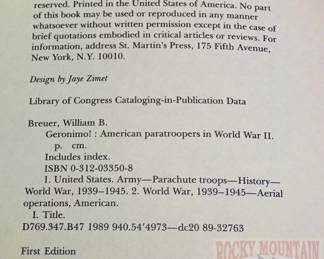 reserved. Printed in the United States of America. No part
of this book may be used or reproduced in any manner
whatsoever without written permission except in the case of
brief quotations embodied in critical articles or reviews. For
information, address St. Martin's Press, 175 Fifth Avenue,
New York, N.Y. 10010.
Design by Jaye Zimet
Library of Congress Cataloging-in-Publication Data
Breuer, William B.
Geronimo! : American paratroopers in World War II.
p. cm.
Includes index.
ISBN 0-312-03350-8
1. United States. Army—Parachute troops—History—
World War, 1939–1945. 2. World War, 1939–1945—Aerial
operations, American.
I. Title.
D769.347.B47 1989 940.54'4973—dc20 89-32763
First Edition
ROCKY MOUNTAIN